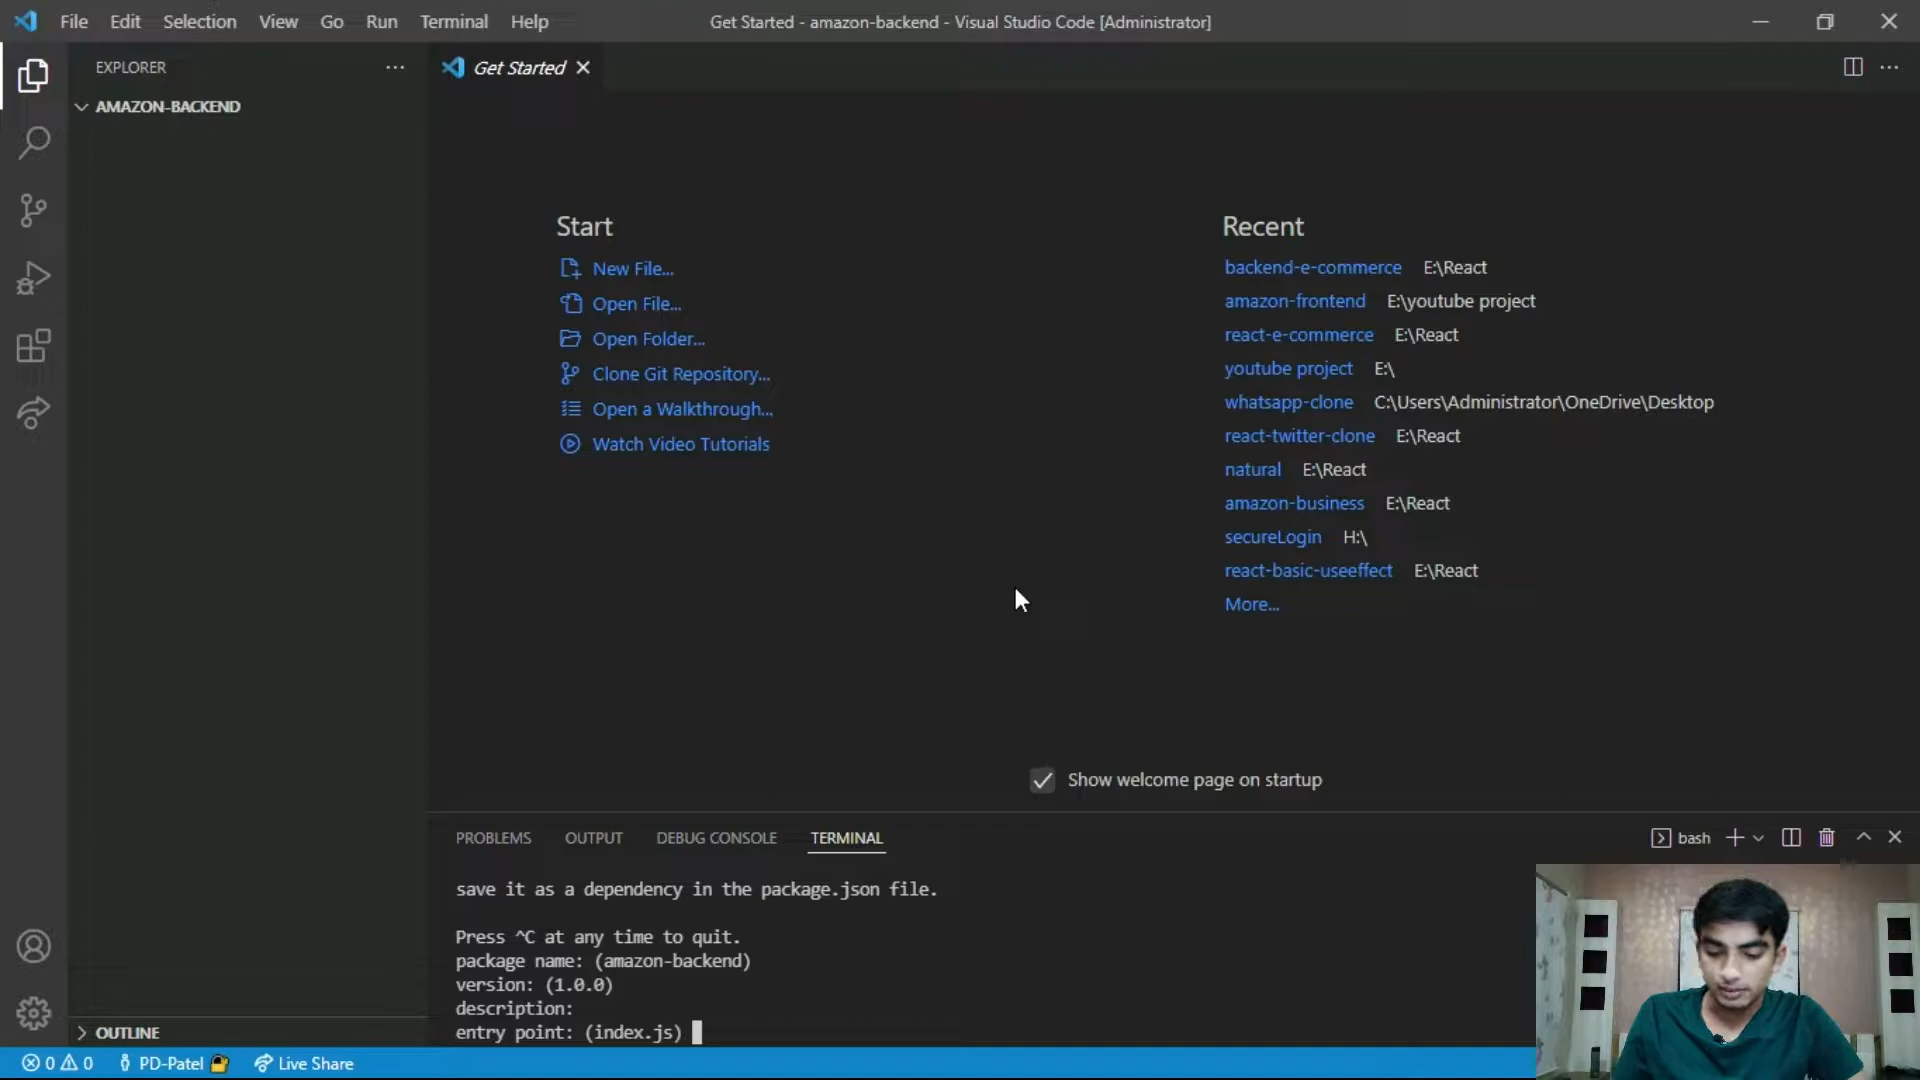 File Edit Selection View Go Run Terminal Help
Get Started - amazon-backend - Visual Studio Code [Administrator]
EXPLORER
AMAZON-BACKEND
Get Started
Start
New File...
Open File...
Open Folder...
Clone Git Repository...
Open a Walkthrough...
Watch Video Tutorials
Recent
backend-e-commerce E:\React
amazon-frontend E:\youtube project
react-e-commerce E:\React
youtube project E:\
whatsapp-clone C:\Users\Administrator\OneDrive\Desktop
react-twitter-clone E:\React
natural E:\React
amazon-business E:\React
secureLogin H:\
react-basic-useeffect E:\React
More...
Show welcome page on startup
PROBLEMS OUTPUT DEBUG CONSOLE TERMINAL
bash
save it as a dependency in the package.json file.
Press ^C at any time to quit.
package name: (amazon-backend)
version: (1.0.0)
description:
entry point: (index.js)
OUTLINE
0 0 PD-Patel Live Share